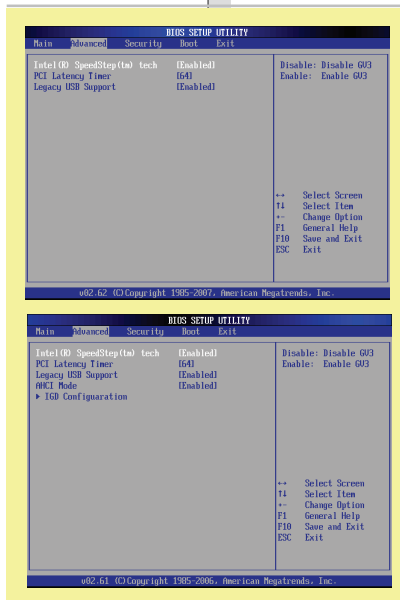 BIOS SETUP UTILITY
Main Advanced Security Boot Exit
Intel(R) SpeedStep(tm) tech [Enabled]
PCI Latency Timer [64]
Legacy USB Support [Enabled]
Disable: Disable GV3
Enable: Enable GV3
↔ Select Screen
↑↓ Select Item
+- Change Option
F1 General Help
F10 Save and Exit
ESC Exit
v02.62 (C)Copyright 1985-2007, American Megatrends, Inc.
BIOS SETUP UTILITY
Main Advanced Security Boot Exit
Intel(R) SpeedStep(tm) tech [Enabled]
PCI Latency Timer [64]
Legacy USB Support [Enabled]
AHCI Mode [Enabled]
▶ IGD Configuaration
Disable: Disable GV3
Enable: Enable GV3
↔ Select Screen
↑↓ Select Item
+- Change Option
F1 General Help
F10 Save and Exit
ESC Exit
v02.61 (C)Copyright 1985-2006, American Megatrends, Inc.